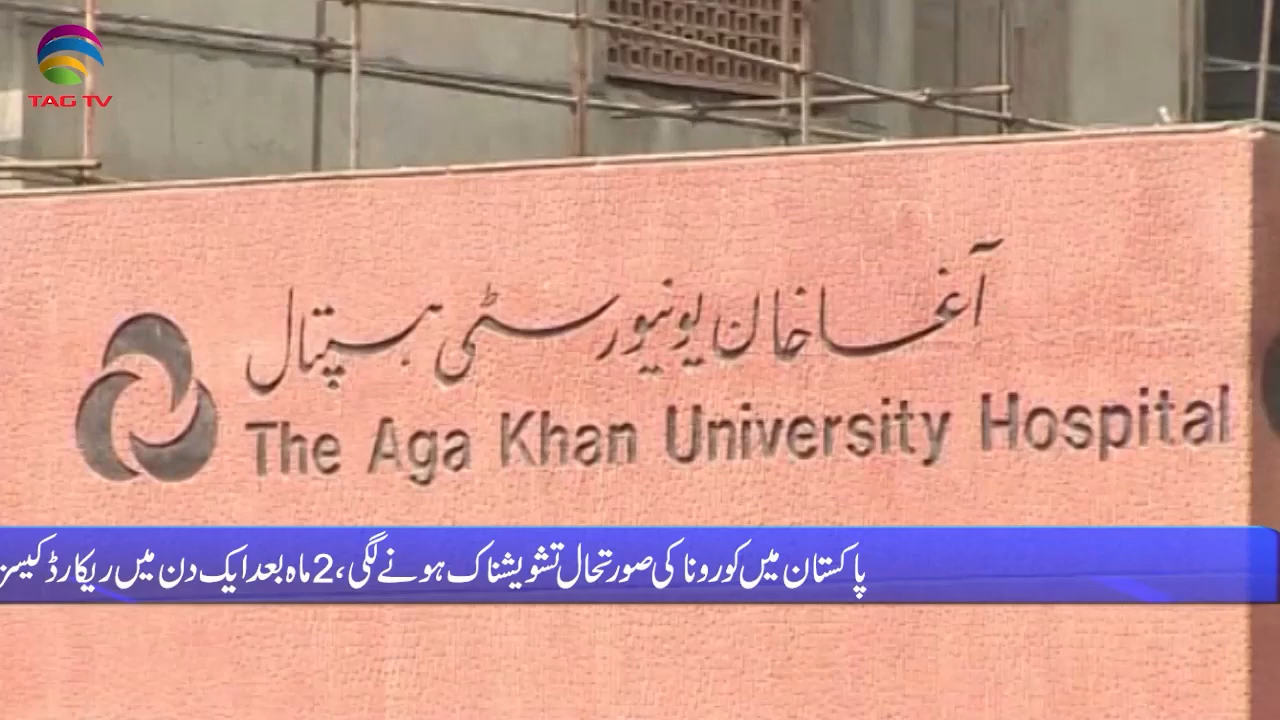 TAG TV
آغا خان یونیورسٹی ہسپتال
The Aga Khan University Hospital
پاکستان میں کورونا کی صورتحال تشویشناک ہونے لگی، 2 ماہ بعد ایک دن میں ریکارڈ کیسز